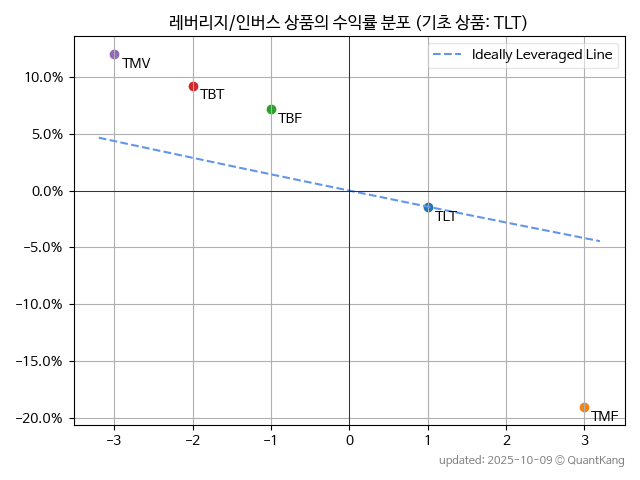 레버리지/인버스 상품의 수익률 분포 (기초 상품: TLT)
Ideally Leveraged Line
TMV
TBT
TBF
TLT
TMF
10.0%
5.0%
0.0%
−5.0%
−10.0%
−15.0%
−20.0%
−3 −2 −1 0 1 2 3
updated: 2025-10-09 © QuantKang